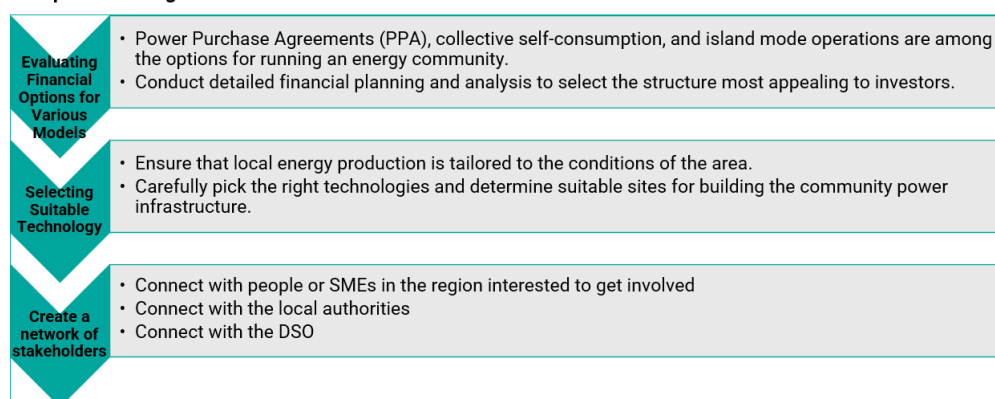 Evaluating
Financial
Options for
Various
Models
• Power Purchase Agreements (PPA), collective self-consumption, and island mode operations are among
the options for running an energy community.
• Conduct detailed financial planning and analysis to select the structure most appealing to investors.
Selecting
Suitable
Technology
• Ensure that local energy production is tailored to the conditions of the area.
• Carefully pick the right technologies and determine suitable sites for building the community power
infrastructure.
Create a
network of
stakeholders
• Connect with people or SMEs in the region interested to get involved
• Connect with the local authorities
• Connect with the DSO